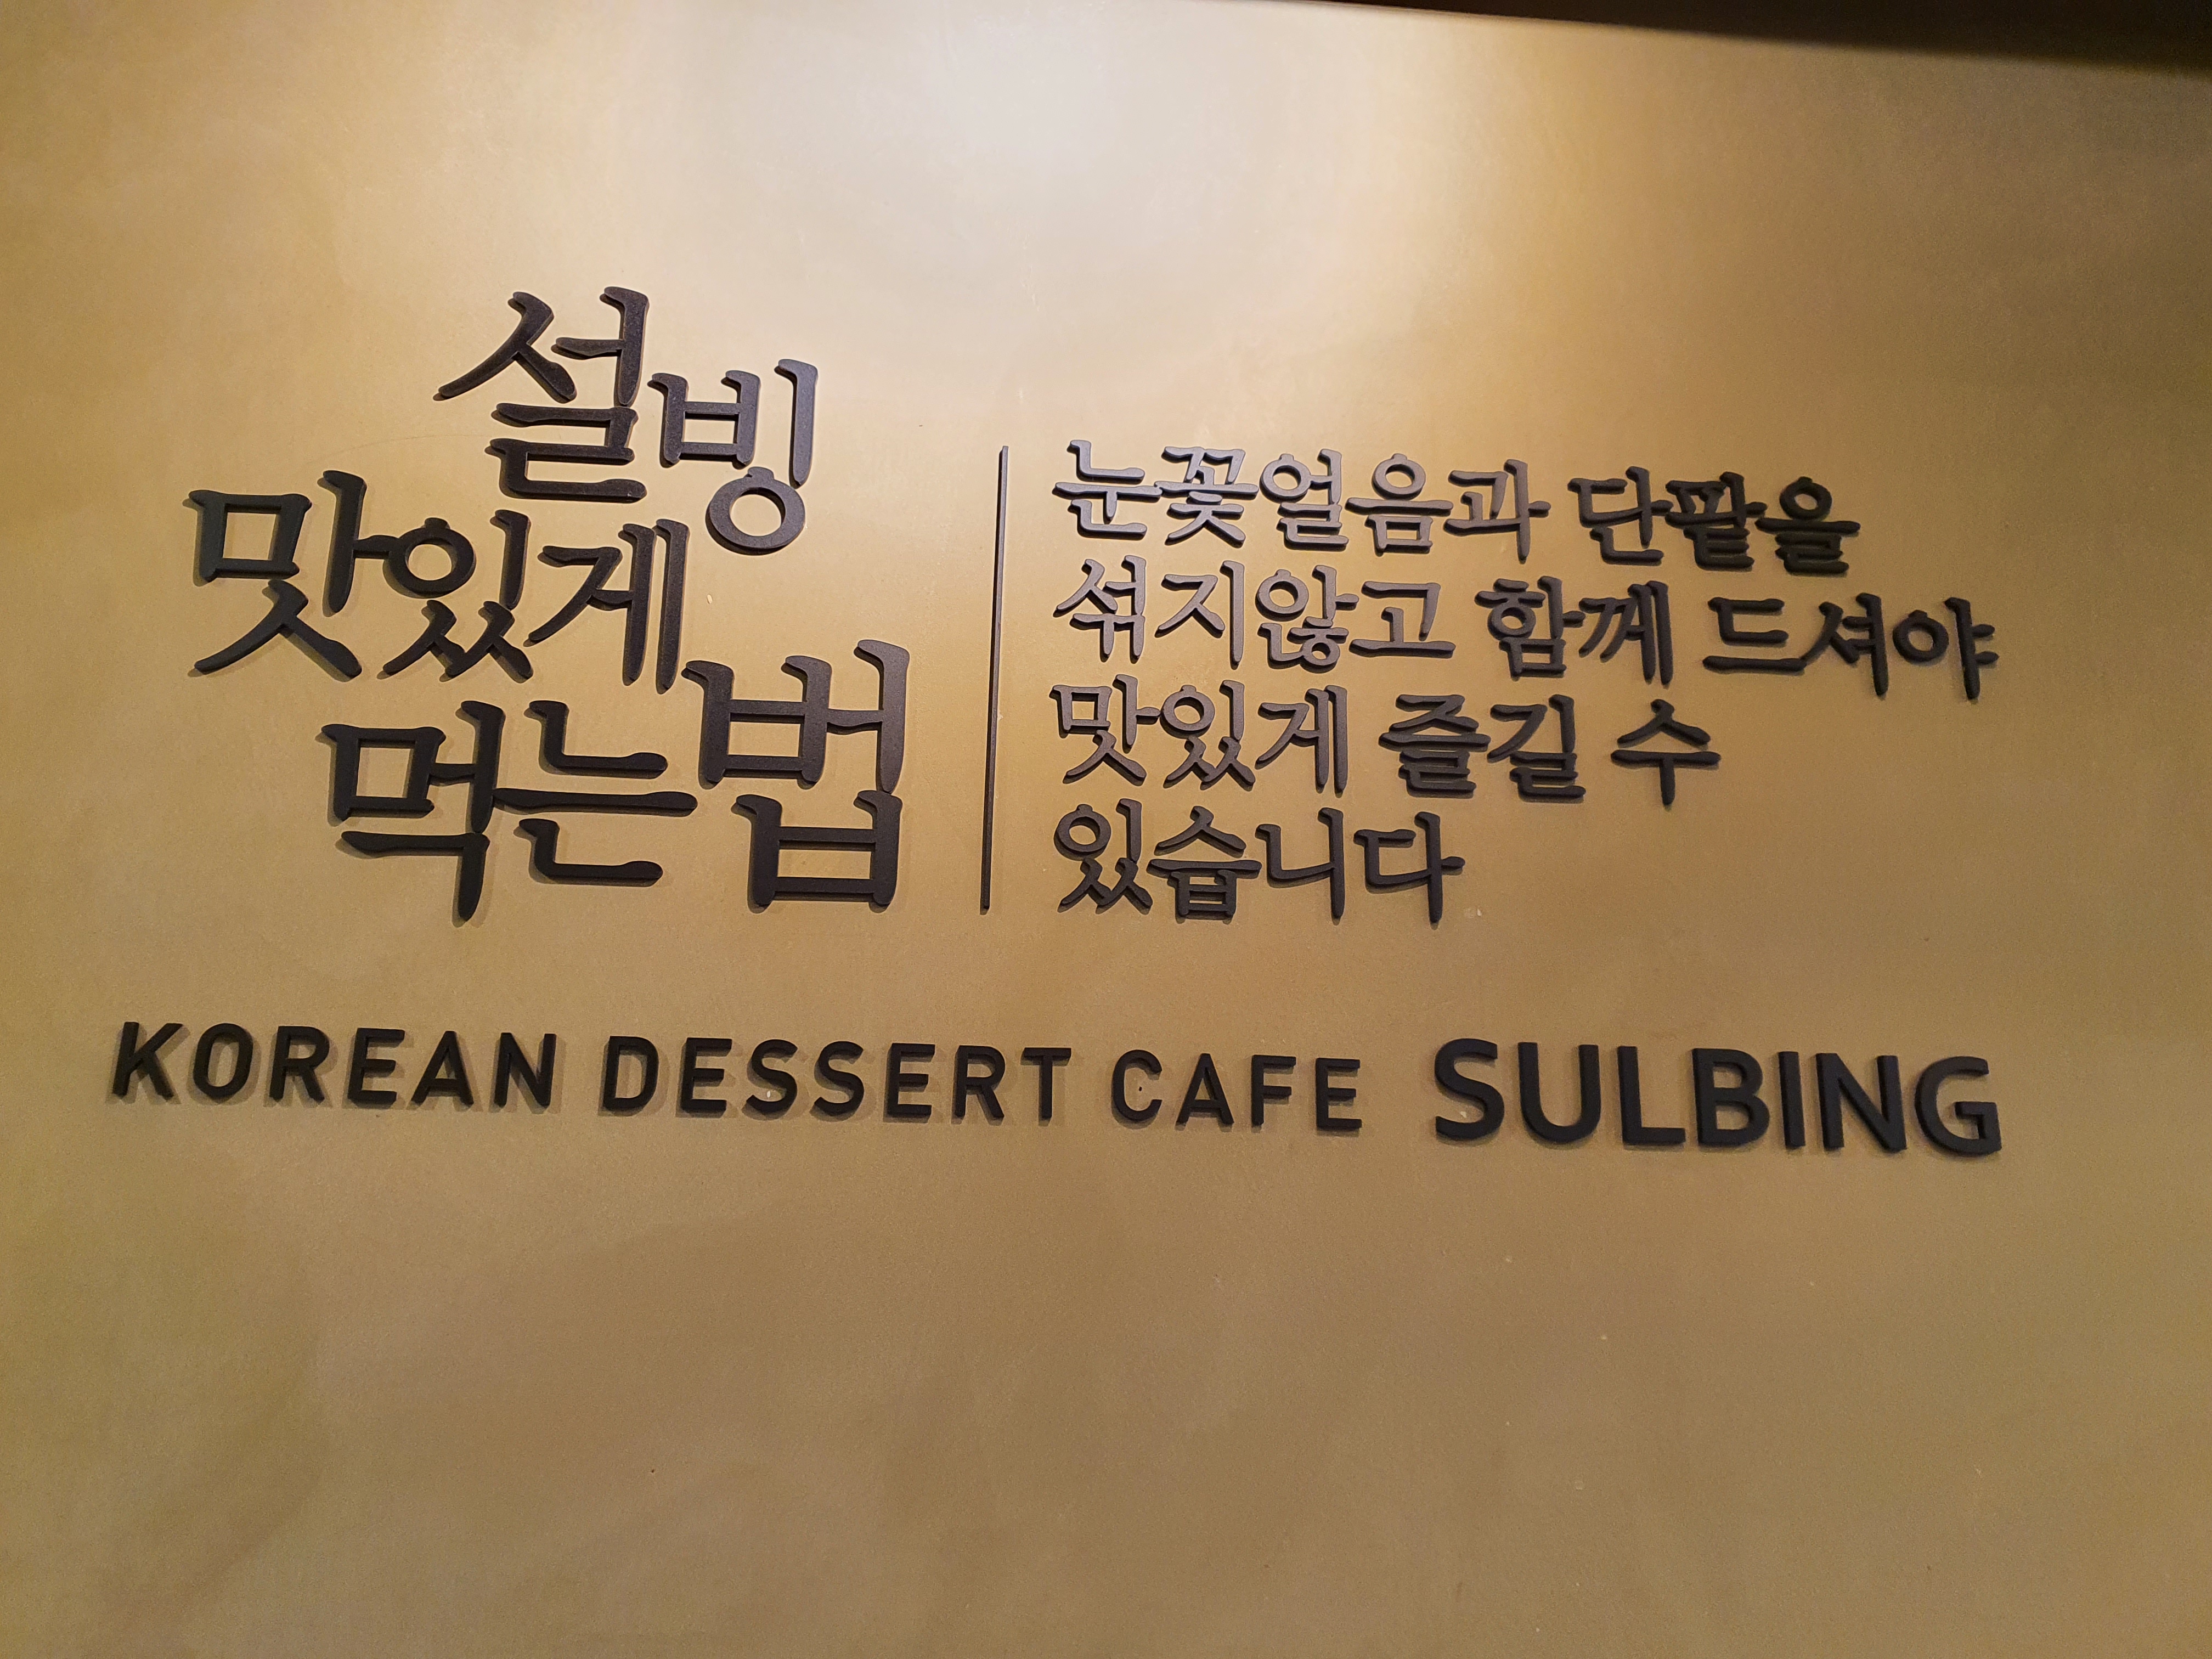 설빙
맛있게
먹는법
눈꽃얼음과 단팥을
섞지않고 함께 드셔야
맛있게 즐길 수
있습니다
KOREAN DESSERT CAFE SULBING